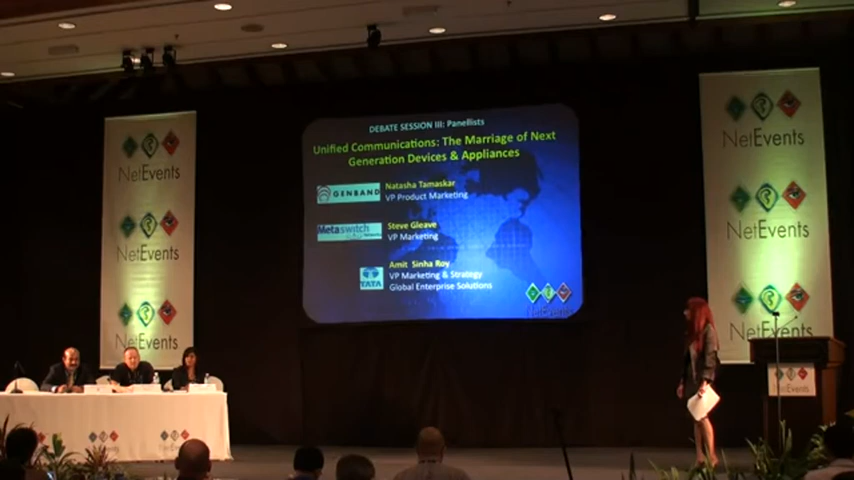 DEBATE SESSION III: Panellists
Unified Communications: The Marriage of Next
Generation Devices & Appliances
GENBAND
Natasha Tamaskar
VP Product Marketing
Metaswitch
Steve Gleave
VP Marketing
TATA
Amit Sinha Roy
VP Marketing & Strategy
Global Enterprise Solutions
NetEvents
NetEvents
NetEvents
NetEvents
NetEvents
NetEvents
NetEvents
NetEvents
NetEvents